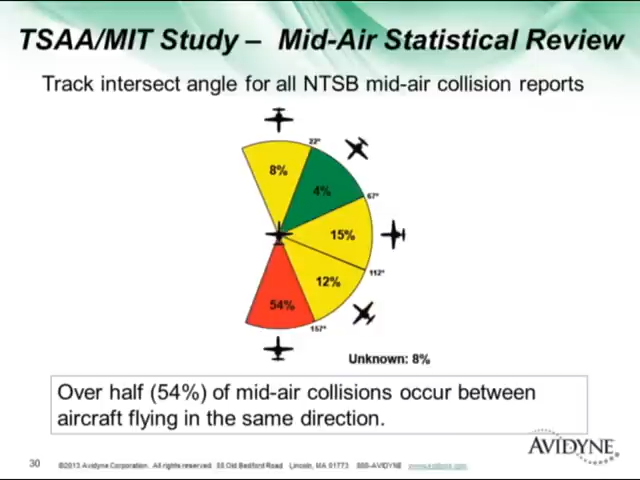 TSAA/MIT Study – Mid-Air Statistical Review
Track intersect angle for all NTSB mid-air collision reports
22°
8%
4%
67°
15%
112°
12%
54%
157°
Unknown: 8%
Over half (54%) of mid-air collisions occur between
aircraft flying in the same direction.
AVIDYNE
30 ©2013 Avidyne Corporation. All rights reserved 55 Old Bedford Road Lincoln, MA 01773 800-AVIDYNE www.avidyne.com